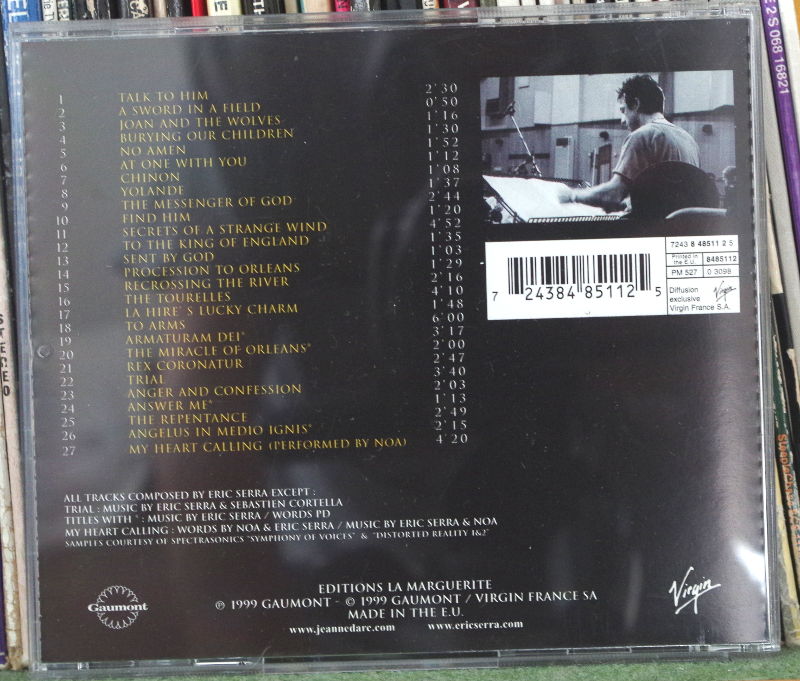 1 TALK TO HIM 2'30
2 A SWORD IN A FIELD 0'50
3 JOAN AND THE WOLVES 1'16
4 BURYING OUR CHILDREN 1'30
5 NO AMEN 1'52
6 AT ONE WITH YOU 1'12
7 CHINON 1'08
8 YOLANDE 1'37
9 THE MESSENGER OF GOD 2'44
10 FIND HIM 1'20
11 SECRETS OF A STRANGE WIND 4'52
12 TO THE KING OF ENGLAND 1'35
13 SENT BY GOD 1'03
14 PROCESSION TO ORLEANS 1'29
15 RECROSSING THE RIVER 2'16
16 THE TOURELLES 4'10
17 LA HIRE'S LUCKY CHARM 1'48
18 TO ARMS 6'00
19 ARMATURAM DEI* 3'17
20 THE MIRACLE OF ORLEANS* 2'00
21 REX CORONATUR 2'47
22 TRIAL 3'40
23 ANGER AND CONFESSION 2'03
24 ANSWER ME* 1'13
25 THE REPENTANCE 2'49
26 ANGELUS IN MEDIO IGNIS* 2'15
27 MY HEART CALLING (PERFORMED BY NOA) 4'20
ALL TRACKS COMPOSED BY ERIC SERRA EXCEPT :
TRIAL : MUSIC BY ERIC SERRA & SEBASTIEN CORTELLA
TITLES WITH * : MUSIC BY ERIC SERRA / WORDS PD
MY HEART CALLING : WORDS BY NOA & ERIC SERRA / MUSIC BY ERIC SERRA & NOA
SAMPLES COURTESY OF SPECTRASONICS "SYMPHONY OF VOICES" & "DISTORTED REALITY 1&2"
EDITIONS LA MARGUERITE
℗ 1999 GAUMONT - © 1999 GAUMONT / VIRGIN FRANCE SA
MADE IN THE E.U.
www.jeannedarc.com www.ericserra.com
Gaumont
Virgin
7243 8 48511 2 5
Printed in the E.U. 8485112
PM 527 0 3098
Diffusion
exclusive
Virgin France S.A.
Virgin
7 24384 85112 5
E 2 S 068 16821
STEREO